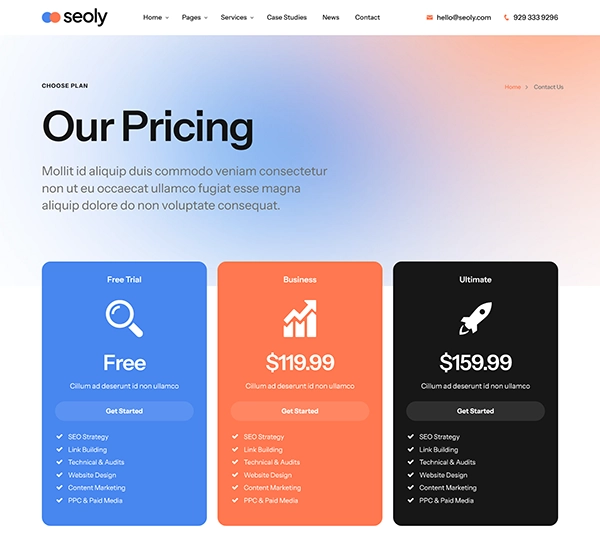 seoly
Home Pages Services Case Studies News Contact
hello@seoly.com 929 333 9296
CHOOSE PLAN
Home Contact Us
Our Pricing
Mollit id aliquip duis commodo veniam consectetur
non ut eu occaecat ullamco fugiat esse magna
aliquip dolore do non voluptate consequat.
Free Trial
Free
Cillum ad deserunt id non ullamco
Get Started
SEO Strategy
Link Building
Technical & Audits
Website Design
Content Marketing
PPC & Paid Media
Business
$119.99
Cillum ad deserunt id non ullamco
Get Started
SEO Strategy
Link Building
Technical & Audits
Website Design
Content Marketing
PPC & Paid Media
Ultimate
$159.99
Cillum ad deserunt id non ullamco
Get Started
SEO Strategy
Link Building
Technical & Audits
Website Design
Content Marketing
PPC & Paid Media